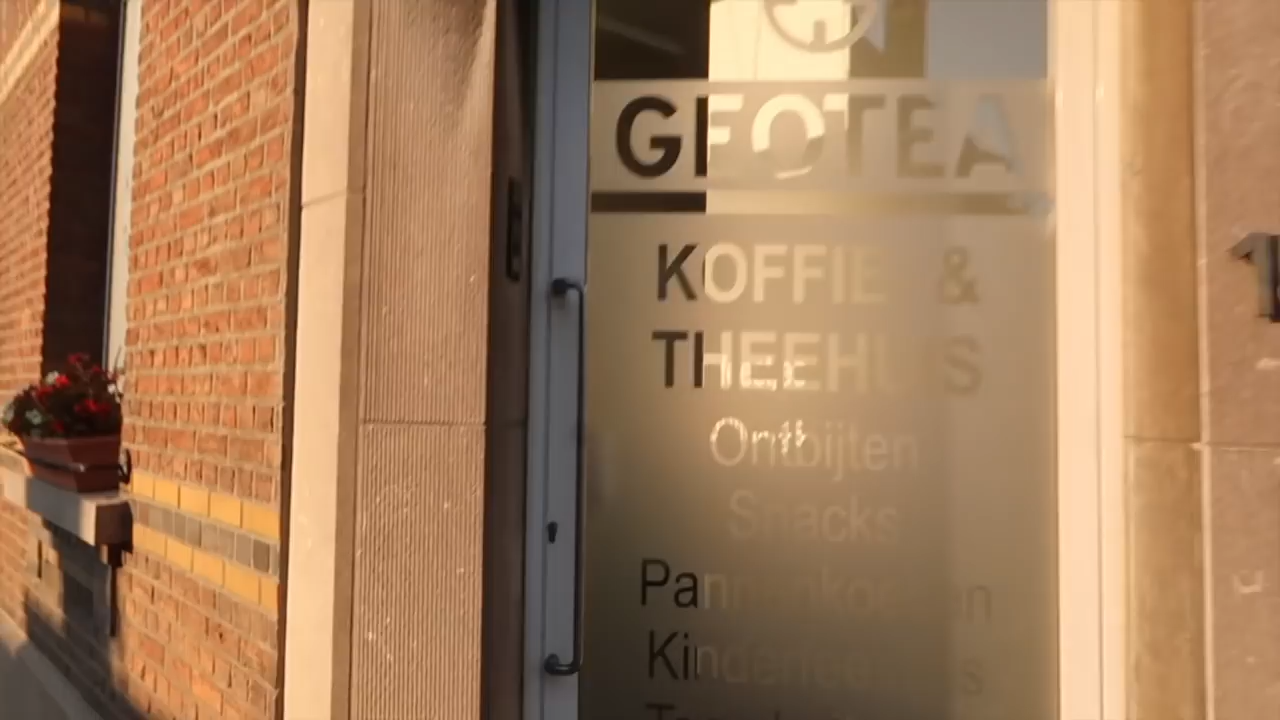 GEOTEA
KOFFIE &
THEEHUIS
Ontbijten
Snacks
Pannenkoeken